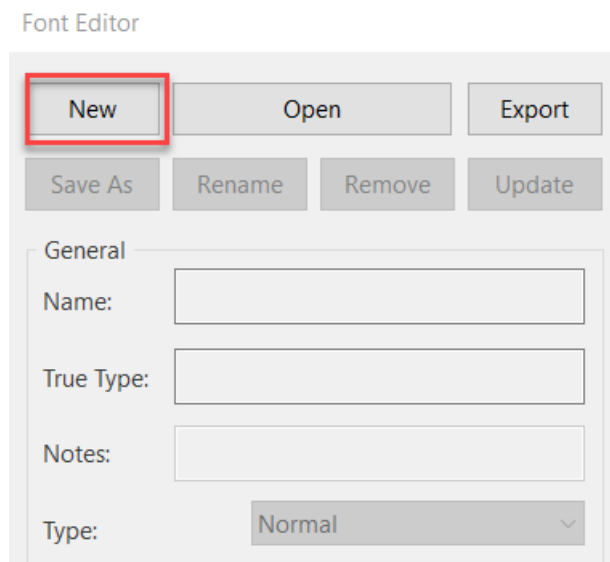 Font Editor
New Open Export
Save As Rename Remove Update
General
Name:
True Type:
Notes:
Type: Normal